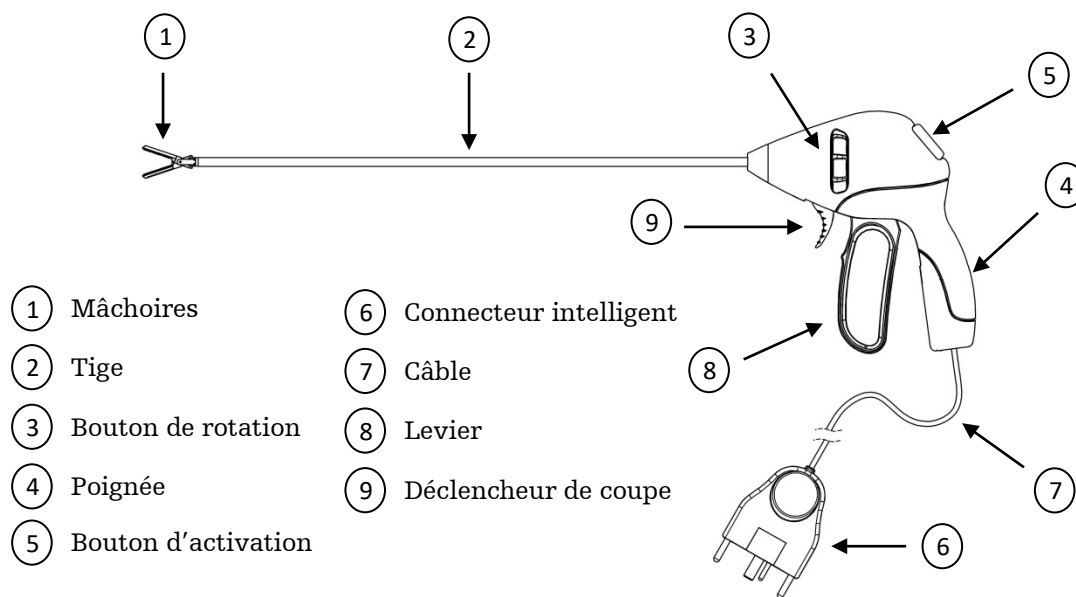 1
2
3
5
4
9
1 Mâchoires
6 Connecteur intelligent
2 Tige
7 Câble
8
3 Bouton de rotation
8 Levier
4 Poignée
9 Déclencheur de coupe
7
5 Bouton d'activation
6